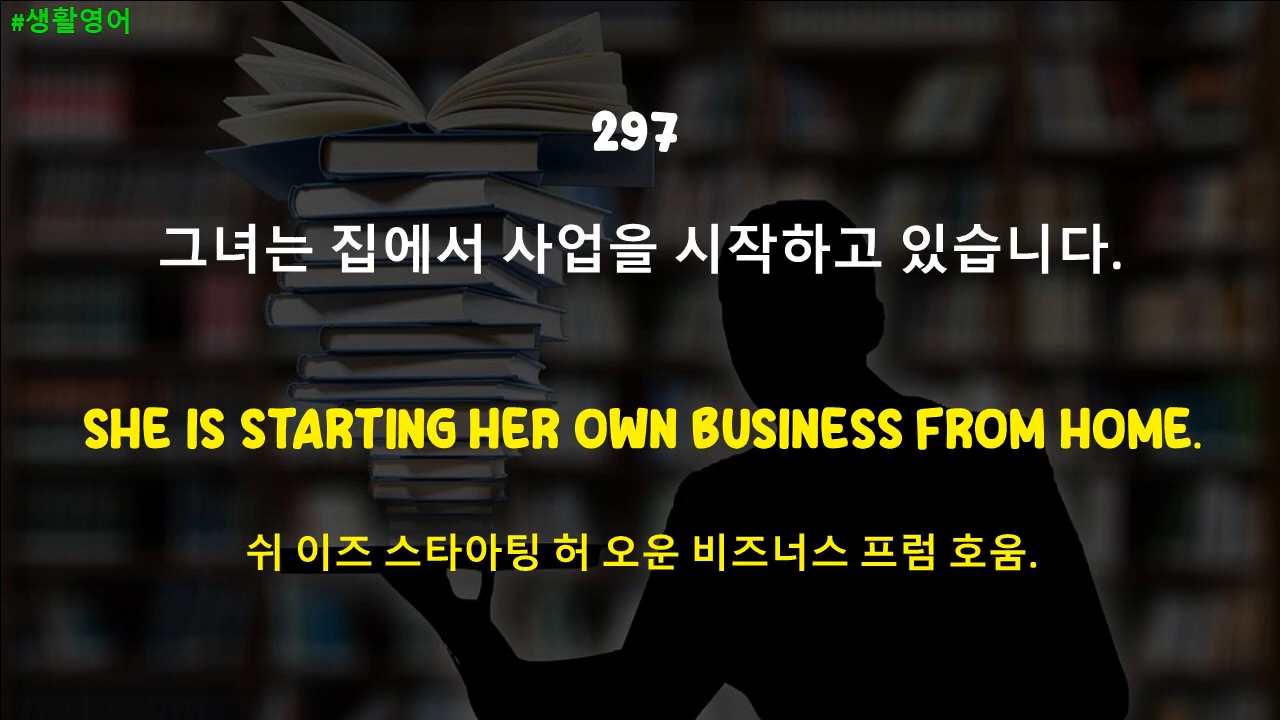 #생활영어
297
그녀는 집에서 사업을 시작하고 있습니다.
SHE IS STARTING HER OWN BUSINESS FROM HOME.
쉬 이즈 스타아팅 허 오운 비즈너스 프럼 호움.